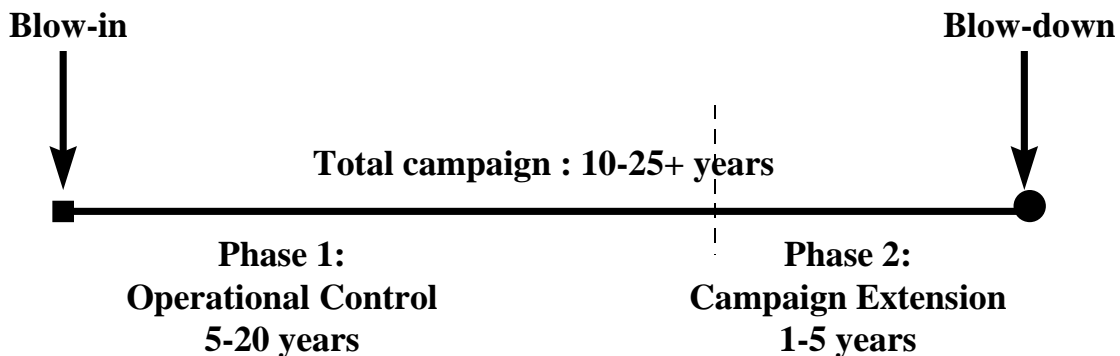 Blow-in
Blow-down
Total campaign : 10-25+ years
Phase 1:
Operational Control
5-20 years
Phase 2:
Campaign Extension
1-5 years